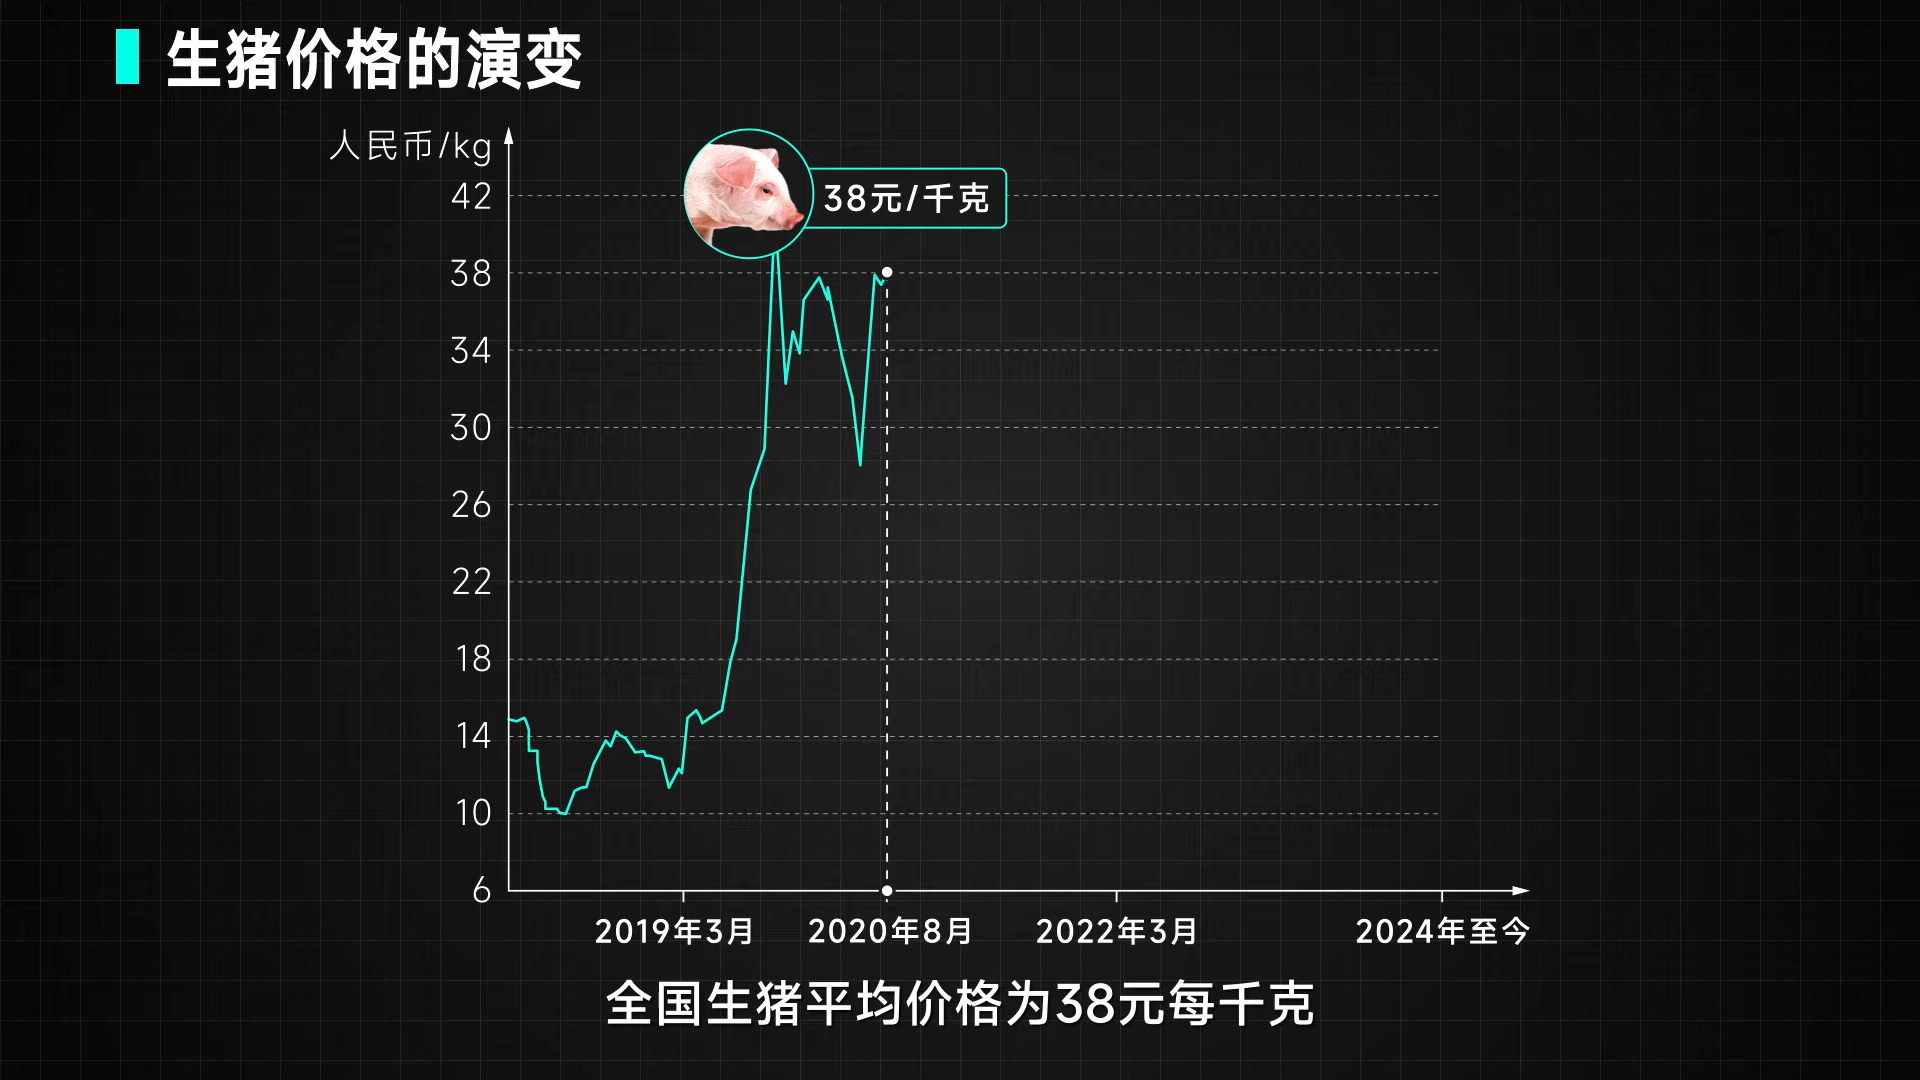 生猪价格的演变
人民币/kg
42
38
34
30
26
22
18
14
10
6
38元/千克
2019年3月
2020年8月
2022年3月
2024年至今
全国生猪平均价格为38元每千克